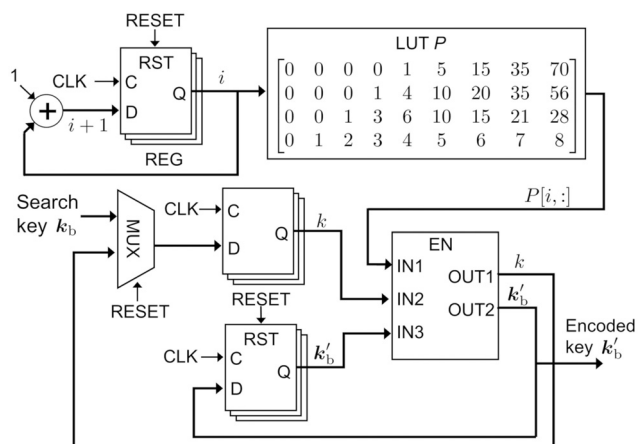 RESET
LUT P
1
CLK
C
RST
Q
i
D
i + 1
REG
0 0 0 0 1 5 15 35 70
0 0 0 1 4 10 20 35 56
0 0 1 3 6 10 15 21 28
0 1 2 3 4 5 6 7 8
P[i,:]
Search
key k_b
MUX
RESET
CLK
C
D
Q
k
RESET
CLK
RST
C
D
Q
k'_b
EN
IN1
IN2
IN3
OUT1
OUT2
k
k'_b
Encoded
key k'_b